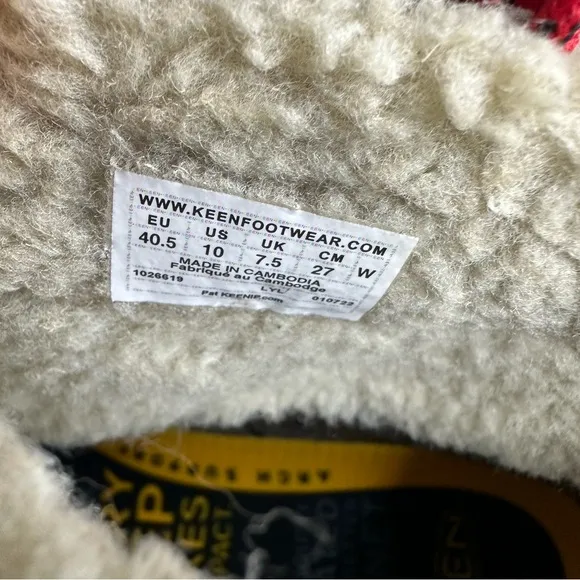 WWW.KEENFOOTWEAR.COM
EU US UK CM W
40.5 10 7.5 27
MADE IN CAMBODIA
Fabriqué au Cambodge
1026619 LYL 010722
Pat KEENIP.com
ARCH SUPPORT